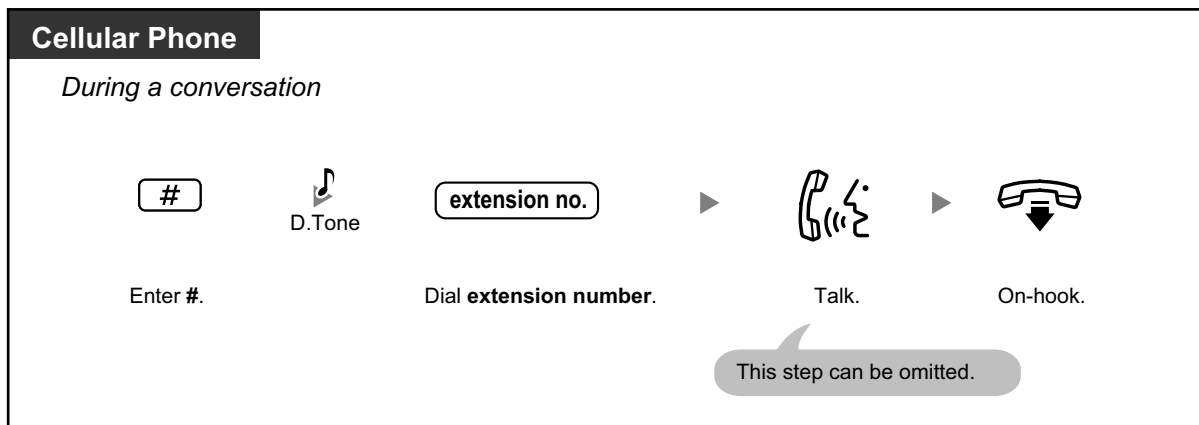 Cellular Phone
During a conversation
#
D.Tone
extension no.
Enter #.
Dial extension number.
Talk.
On-hook.
This step can be omitted.